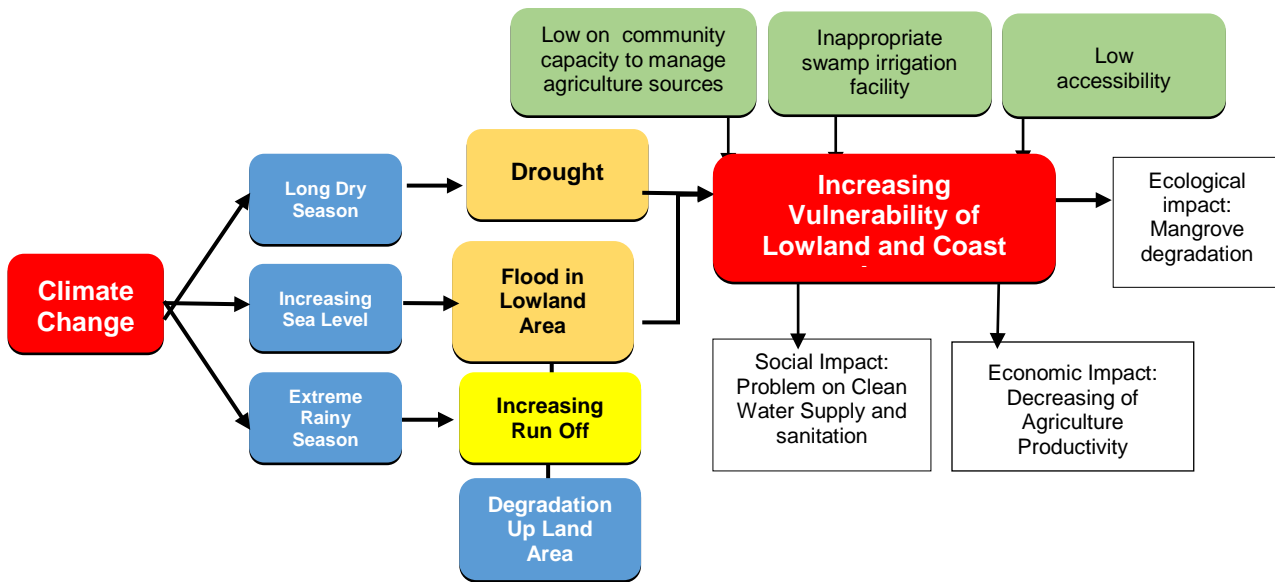 Low on community
capacity to manage
agriculture sources
Inappropriate
swamp irrigation
facility
Low
accessibility
Long Dry
Season
Drought
Increasing
Vulnerability of
Lowland and Coast
Ecological
impact:
Mangrove
degradation
Climate
Change
Increasing
Sea Level
Flood in
Lowland
Area
Extreme
Rainy
Season
Increasing
Run Off
Social Impact:
Problem on Clean
Water Supply and
sanitation
Economic Impact:
Decreasing of
Agriculture
Productivity
Degradation
Up Land
Area